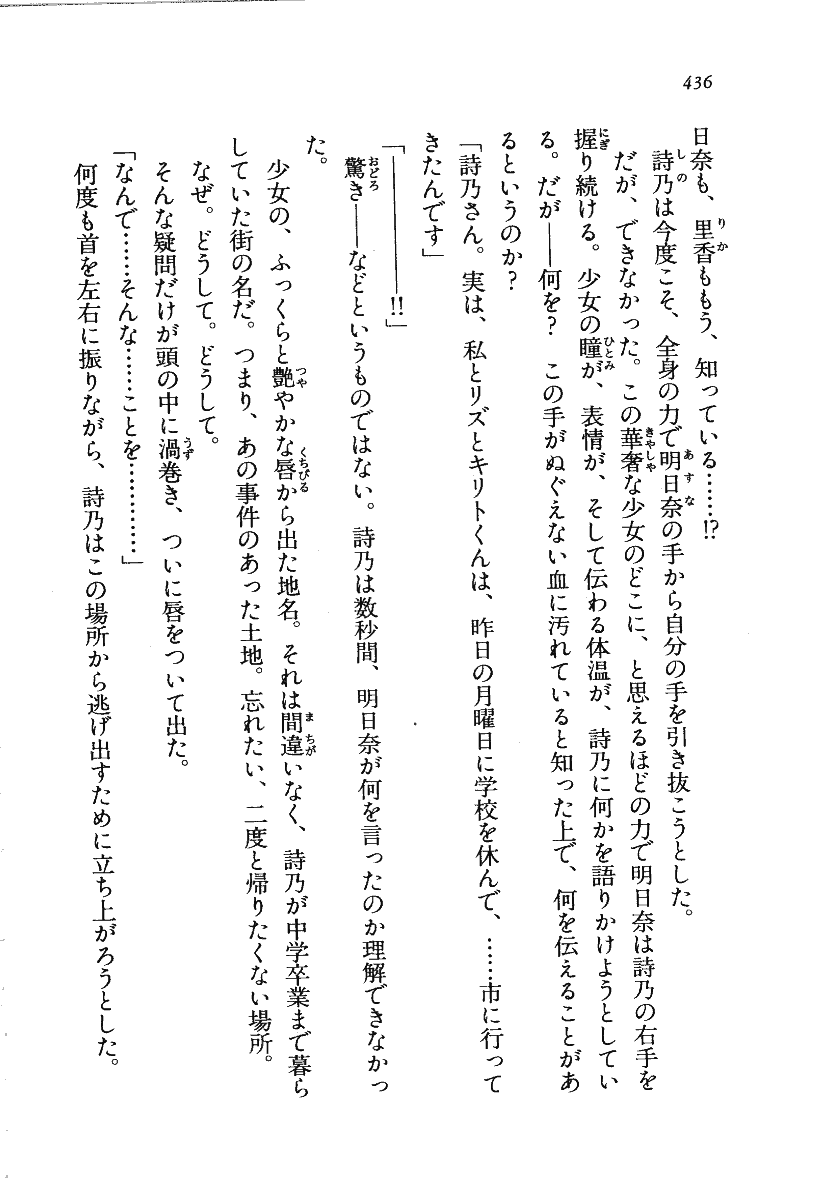 436
日奈も、里香ももう、知っている……!?
詩乃は今度こそ、全身の力で明日奈の手から自分の手を引き抜こうとした。
だが、できなかった。この華奢な少女のどこに、と思えるほどの力で明日奈は詩乃の右手を
握り続ける。少女の瞳が、表情が、そして伝わる体温が、詩乃に何かを語りかけようとしてい
る。だが――何を？　この手がぬぐえない血に汚れていると知った上で、何を伝えることがあ
るというのか？
「詩乃さん。実は、私とリズとキリトくんは、昨日の月曜日に学校を休んで、……市に行って
きたんです」
「――――――!!」
驚き――などというものではない。詩乃は数秒間、明日奈が何を言ったのか理解できなかっ
た。
少女の、ふっくらと艶やかな唇から出た地名。それは間違いなく、詩乃が中学卒業まで暮ら
していた街の名だ。つまり、あの事件のあった土地。忘れたい、二度と帰りたくない場所。
なぜ。どうして。どうして。
そんな疑問だけが頭の中に渦巻き、ついに唇をついて出た。
「なんで……そんな……ことを…………」
何度も首を左右に振りながら、詩乃はこの場所から逃げ出すために立ち上がろうとした。